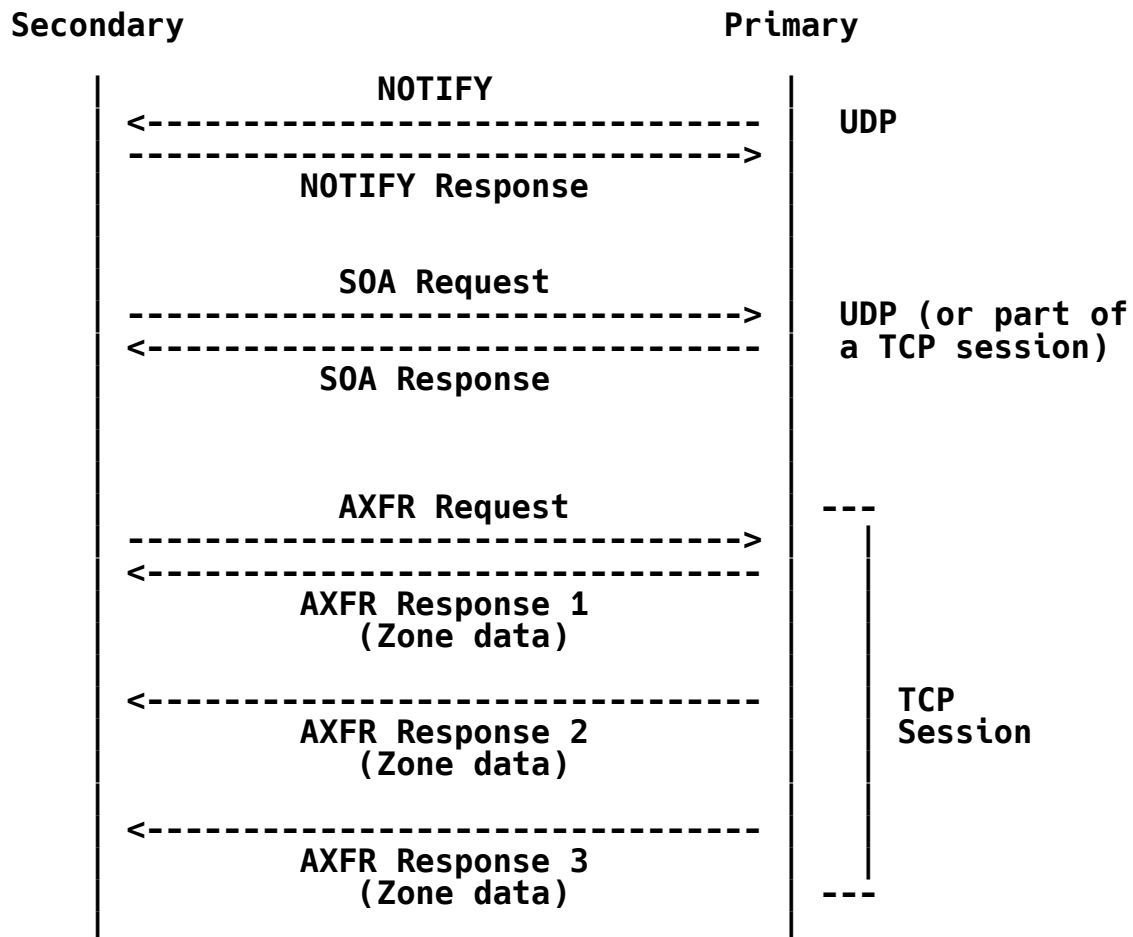 Secondary Primary
NOTIFY
<-------------------------------- UDP
-------------------------------->
NOTIFY Response
SOA Request
--------------------------------> UDP (or part of
<-------------------------------- a TCP session)
SOA Response
AXFR Request ---
-------------------------------->
<--------------------------------
AXFR Response 1
(Zone data)
<-------------------------------- TCP
AXFR Response 2 Session
(Zone data)
<--------------------------------
AXFR Response 3
(Zone data) ---